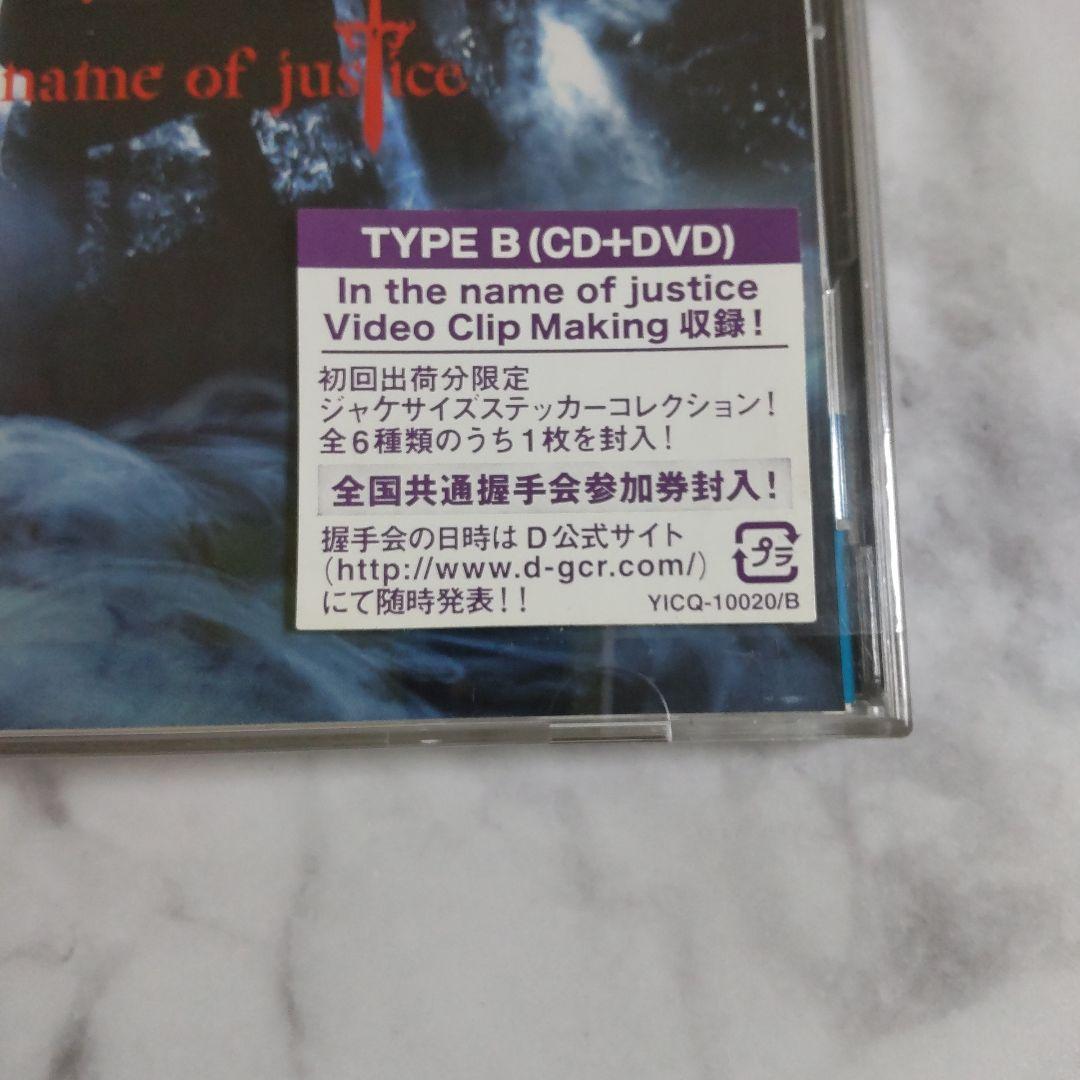 name of justice
TYPE B (CD+DVD)
In the name of justice
Video Clip Making 収録!
初回出荷分限定
ジャケサイズステッカーコレクション!
全6種類のうち1枚を封入!
全国共通握手会参加券封入!
握手会の日時は D 公式サイト
(http://www.d-gcr.com/)
にて随時発表!!
プラ
YICQ-10020/B